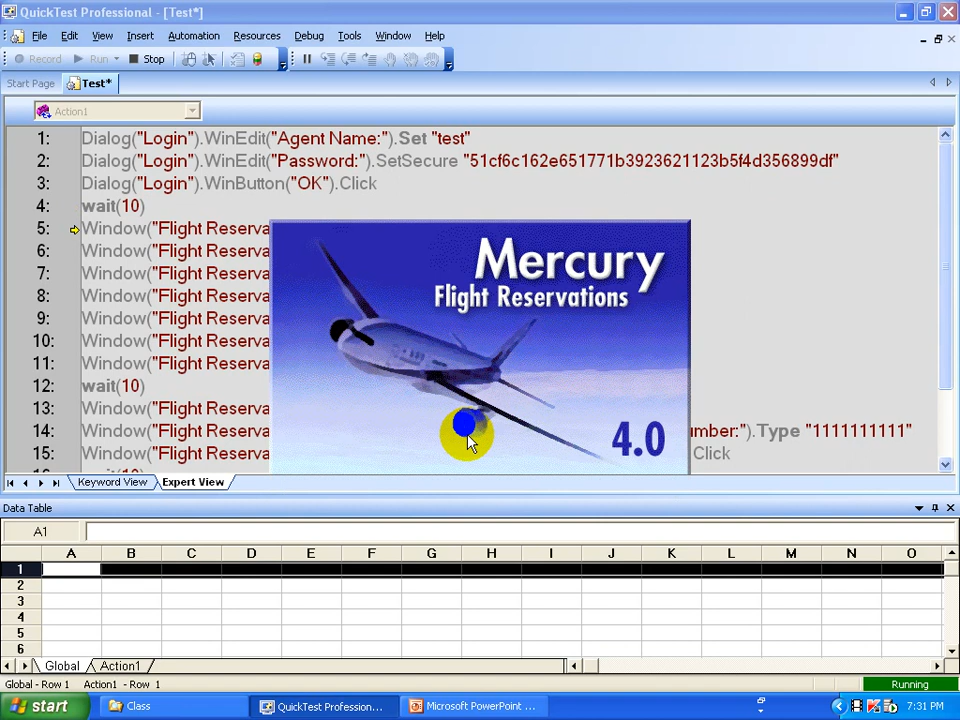 QuickTest Professional - [Test*]
File Edit View Insert Automation Resources Debug Tools Window Help
Record Run Stop
Start Page Test*
Action1
1: Dialog("Login").WinEdit("Agent Name:").Set "test"
2: Dialog("Login").WinEdit("Password:").SetSecure "51cf6c162e651771b3923621123b5f4d356899df"
3: Dialog("Login").WinButton("OK").Click
4: wait(10)
5: Window("Flight Reserva
6: Window("Flight Reserva
7: Window("Flight Reserva
8: Window("Flight Reserva
9: Window("Flight Reserva
10: Window("Flight Reserva
11: Window("Flight Reserva
12: wait(10)
13: Window("Flight Reserva
14: Window("Flight Reserva umber:").Type "1111111111"
15: Window("Flight Reserva Click
Mercury
Flight Reservations
4.0
Keyword View Expert View
Data Table
A1
A B C D E F G H I J K L M N O
1
2
3
4
5
6
Global Action1
Global - Row 1 Action1 - Row 1 Running
start Class QuickTest Profession... Microsoft PowerPoint ... 7:31 PM